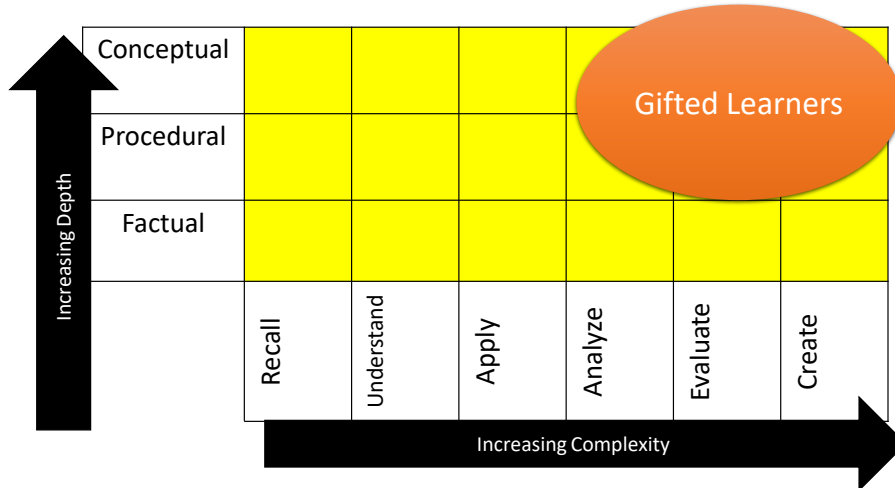 Conceptual
Gifted Learners
Procedural
Factual
Increasing Depth
Recall
Understand
Apply
Analyze
Evaluate
Create
Increasing Complexity